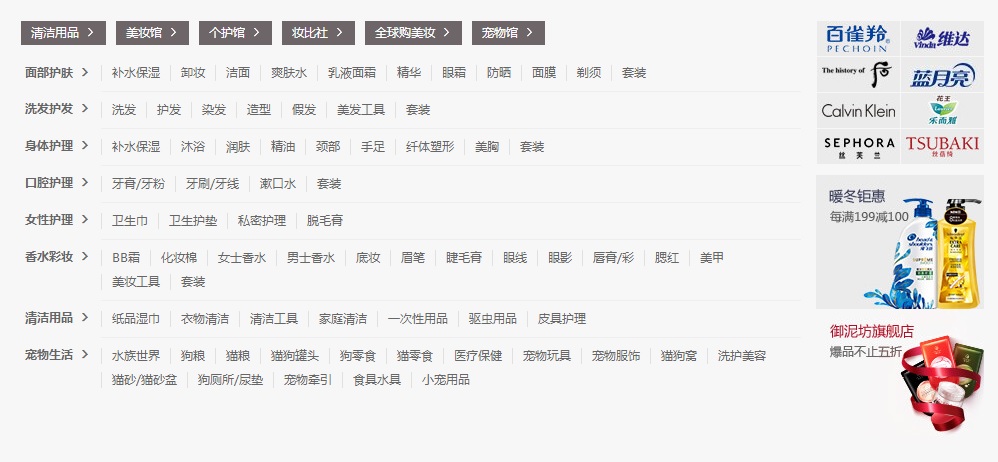 清洁用品 > 美妆馆 > 个护馆 > 妆比社 > 全球购美妆 > 宠物馆 >
面部护肤 > 补水保湿 卸妆 洁面 爽肤水 乳液面霜 精华 眼霜 防晒 面膜 剃须 套装
洗发护发 > 洗发 护发 染发 造型 假发 美发工具 套装
身体护理 > 补水保湿 沐浴 润肤 精油 颈部 手足 纤体塑形 美胸 套装
口腔护理 > 牙膏/牙粉 牙刷/牙线 漱口水 套装
女性护理 > 卫生巾 卫生护垫 私密护理 脱毛膏
香水彩妆 > BB霜 化妆棉 女士香水 男士香水 底妆 眉笔 睫毛膏 眼线 眼影 唇膏/彩 腮红 美甲
美妆工具 套装
清洁用品 > 纸品湿巾 衣物清洁 清洁工具 家庭清洁 一次性用品 驱虫用品 皮具护理
宠物生活 > 水族世界 狗粮 猫粮 猫狗罐头 狗零食 猫零食 医疗保健 宠物玩具 宠物服饰 猫狗窝 洗护美容
猫砂/猫砂盆 狗厕所/尿垫 宠物牵引 食具水具 小宠用品
百雀羚
PECHOIN
Vinda 维达
The history of 后
蓝月亮
Calvin Klein
花王
乐而雅
SEPHORA
丝芙兰
TSUBAKI
丝蓓绮
暖冬钜惠
每满199减100
head & shoulders
御泥坊旗舰店
爆品不止五折